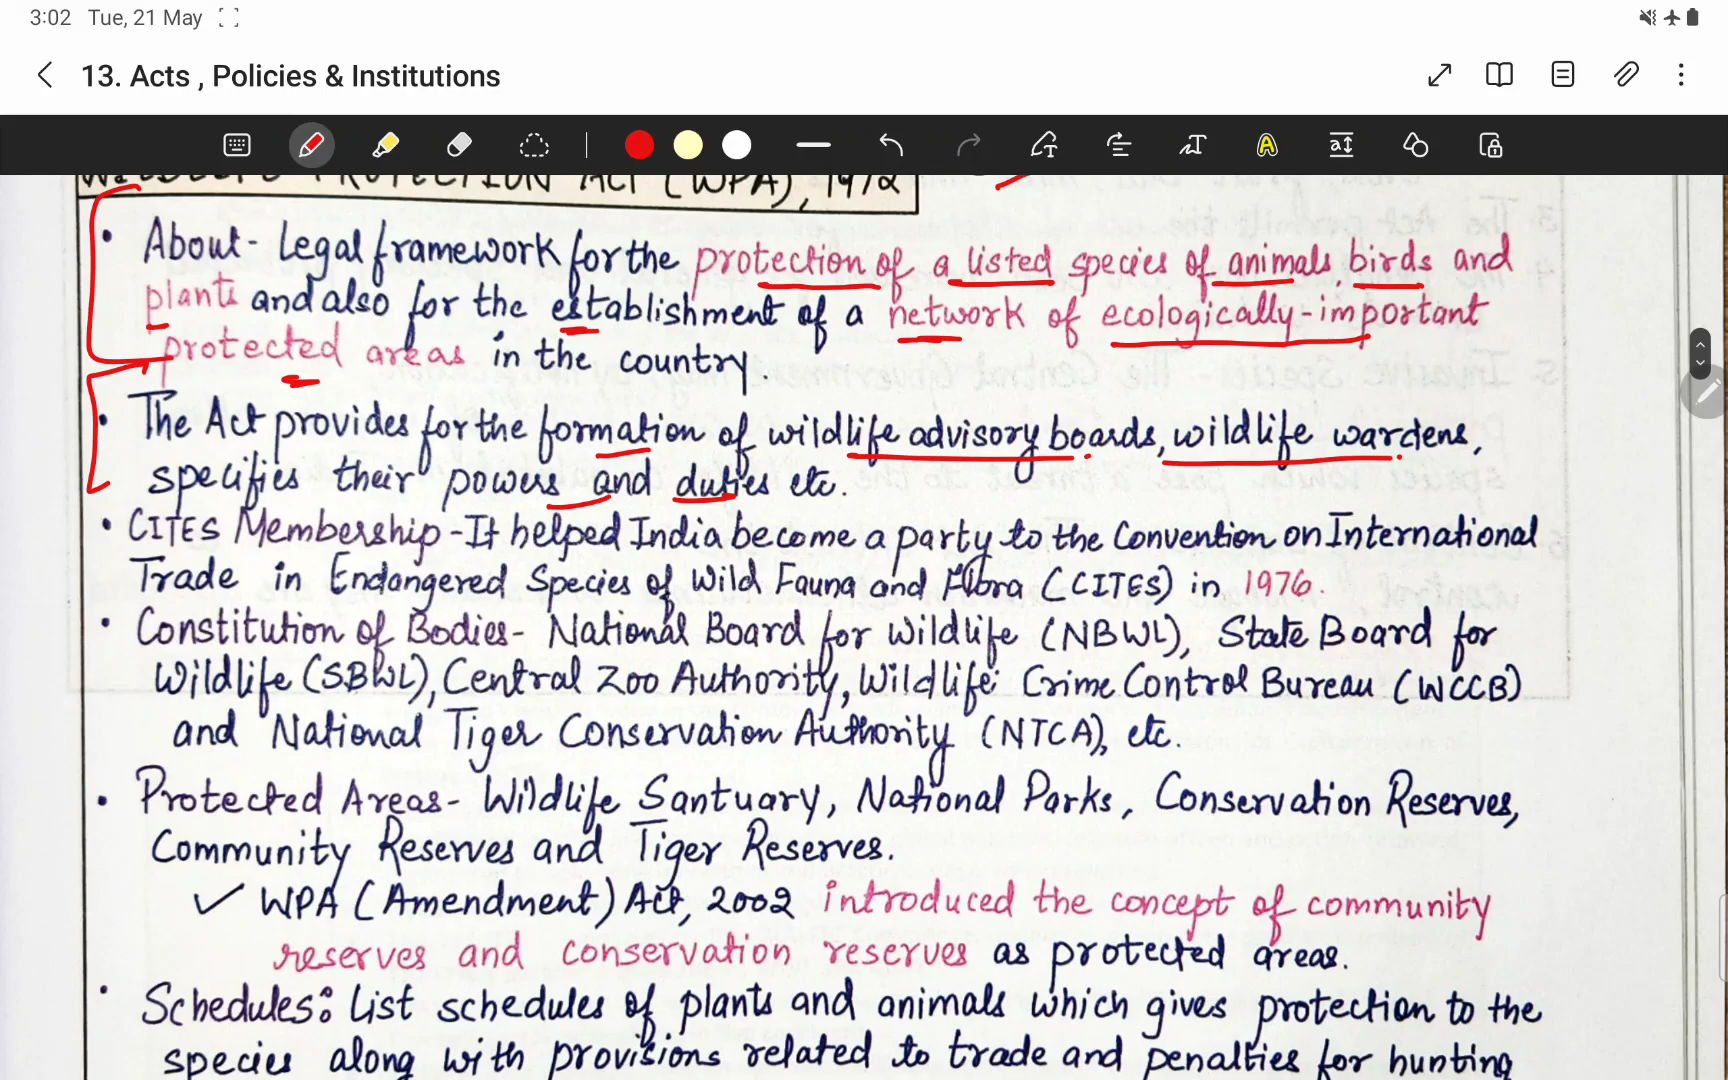 3:02 Tue, 21 May
13. Acts , Policies & Institutions
WILDLIFE PROTECTION ACT (WPA), 1972
• About - Legal framework for the protection of a listed species of animals, birds and
plants and also for the establishment of a network of ecologically-important
protected areas in the country.
• The Act provides for the formation of wildlife advisory boards, wildlife wardens,
specifies their powers and duties etc.
• CITES Membership - It helped India become a party to the Convention on International
Trade in Endangered Species of Wild Fauna and Flora (CCITES) in 1976.
• Constitution of Bodies - National Board for Wildlife (NBWL), State Board for
Wildlife (SBWL), Central Zoo Authority, Wildlife Crime Control Bureau (WCCB)
and National Tiger Conservation Authority (NTCA), etc.
• Protected Areas - Wildlife Santuary, National Parks, Conservation Reserves,
Community Reserves and Tiger Reserves.
✓ WPA (Amendment) Act, 2002 introduced the concept of community
reserves and conservation reserves as protected areas.
• Schedules: List schedules of plants and animals which gives protection to the
species along with provisions related to trade and penalties for hunting